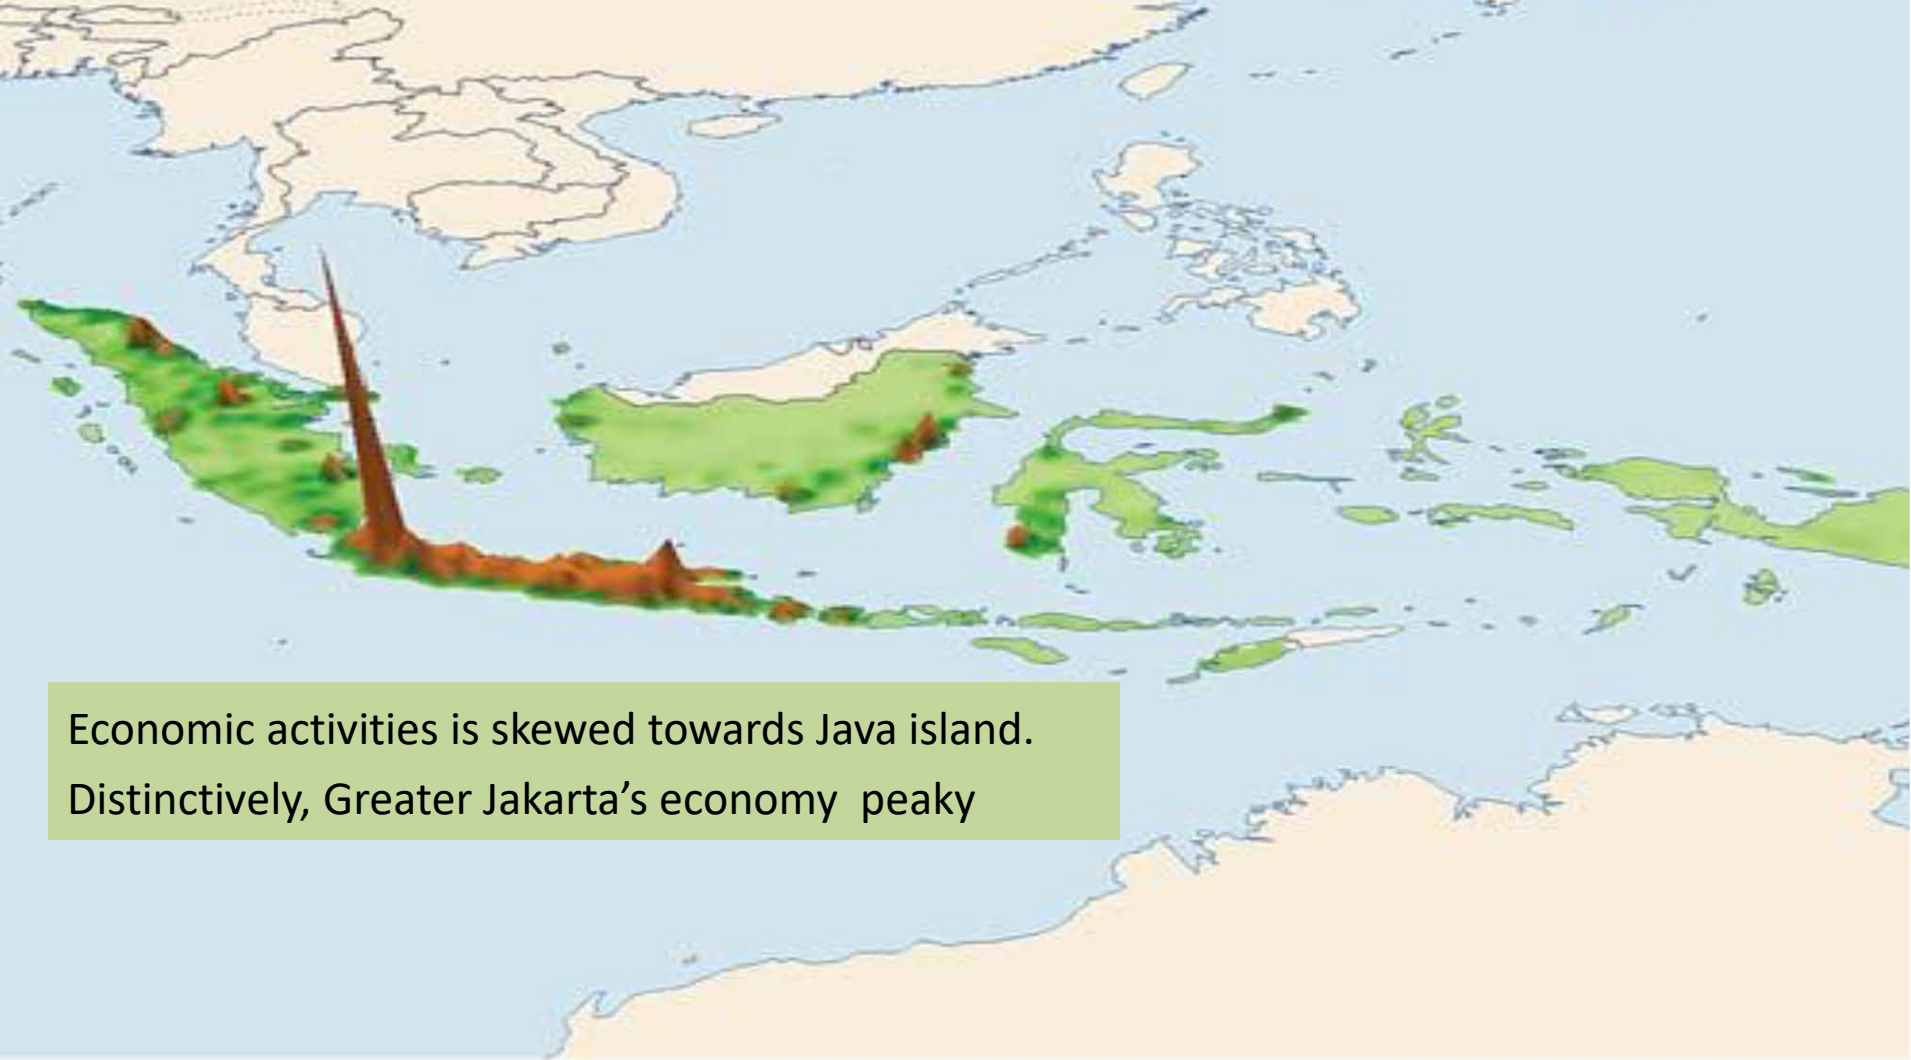 Economic activities is skewed towards Java island.
Distinctively, Greater Jakarta’s economy  peaky